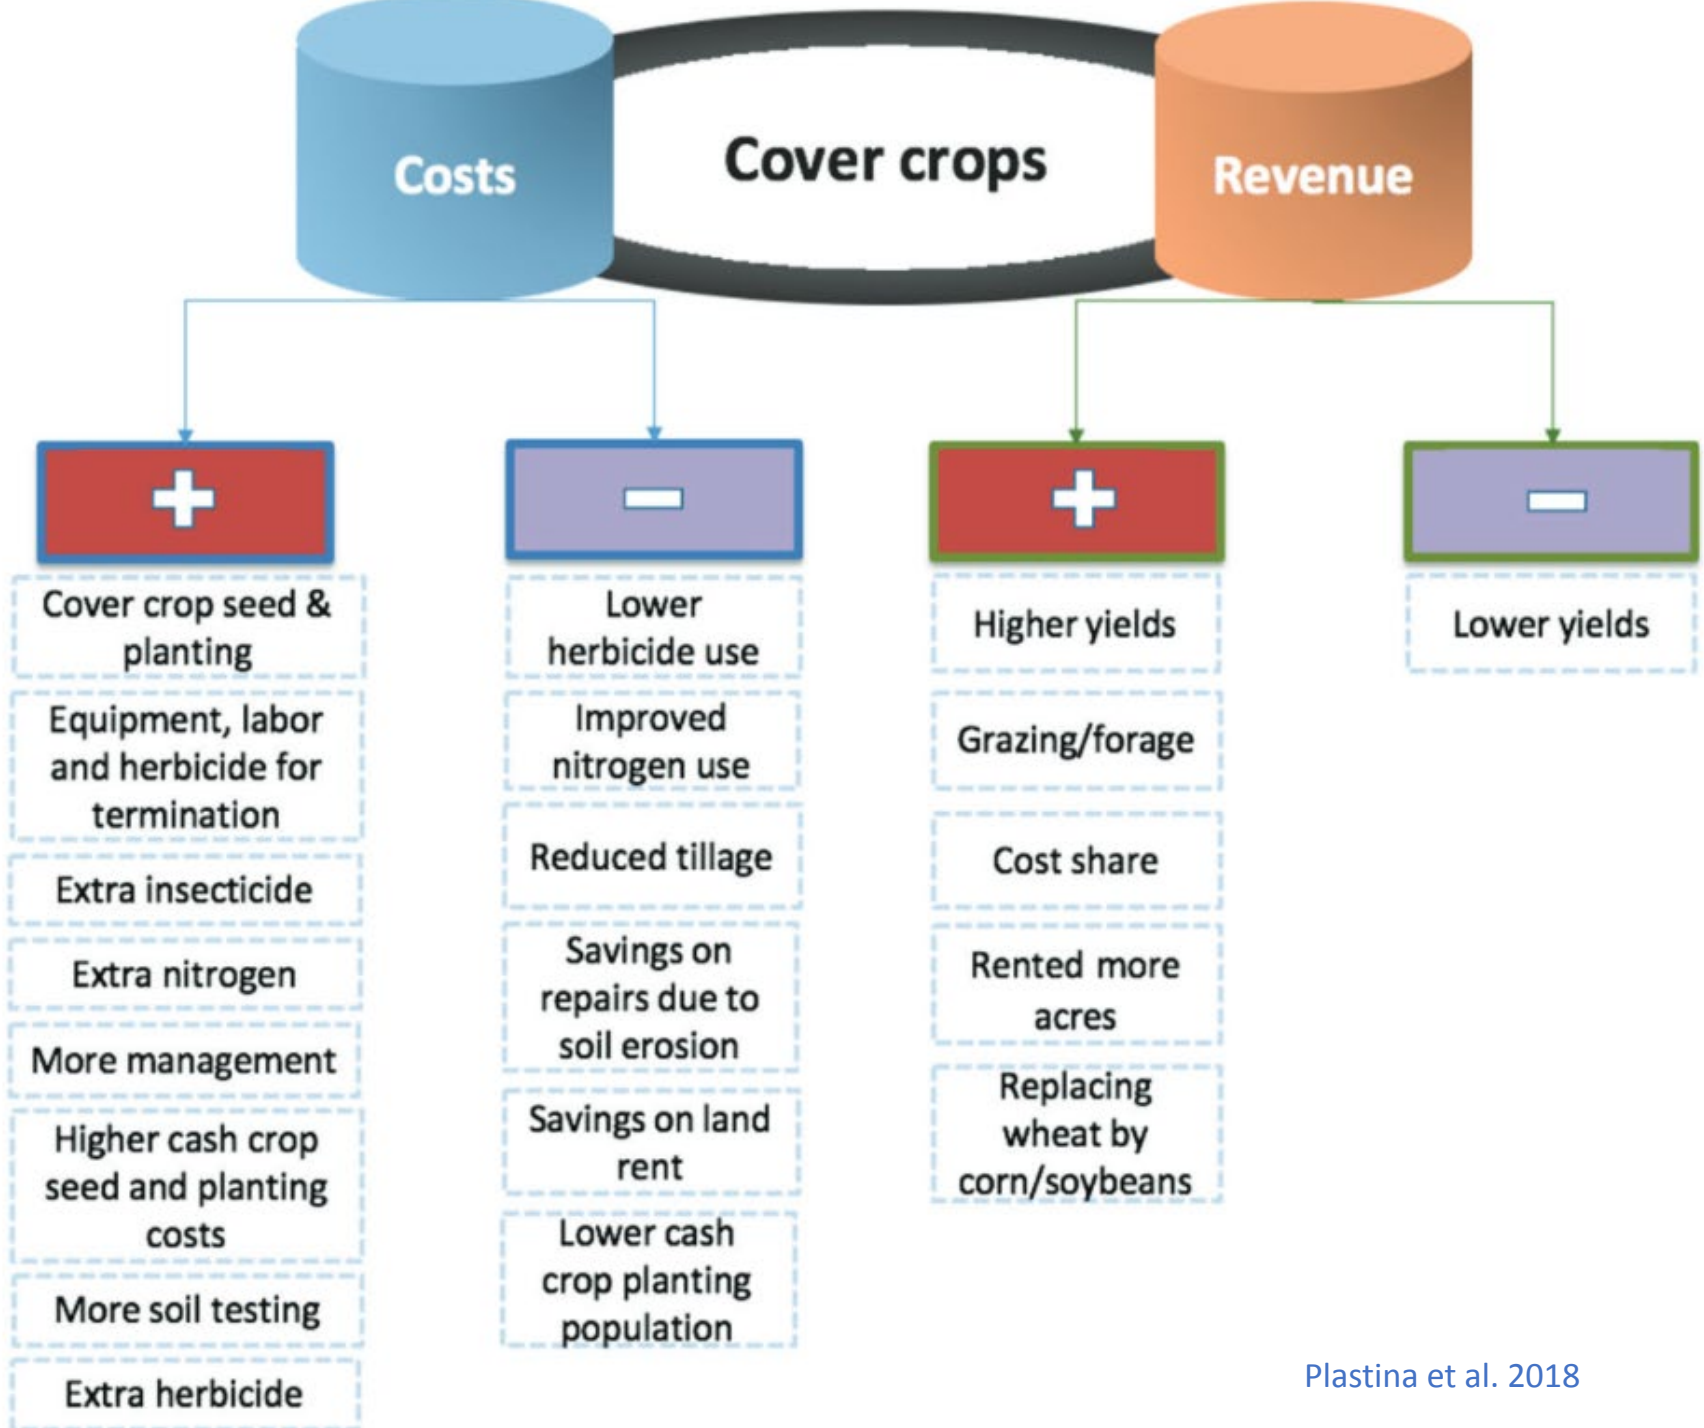 Costs
Cover crops
Revenue
Cover crop seed &
planting
Equipment, labor
and herbicide for
termination
Extra insecticide
Extra nitrogen
More management
Higher cash crop
seed and planting
costs
More soil testing
Extra herbicide
Lower
herbicide use
Improved
nitrogen use
Reduced tillage
Savings on
repairs due to
soil erosion
Savings on land
rent
Lower cash
crop planting
population
Higher yields
Grazing/forage
Cost share
Rented more
acres
Replacing
wheat by
corn/soybeans
Lower yields
Plastina et al. 2018